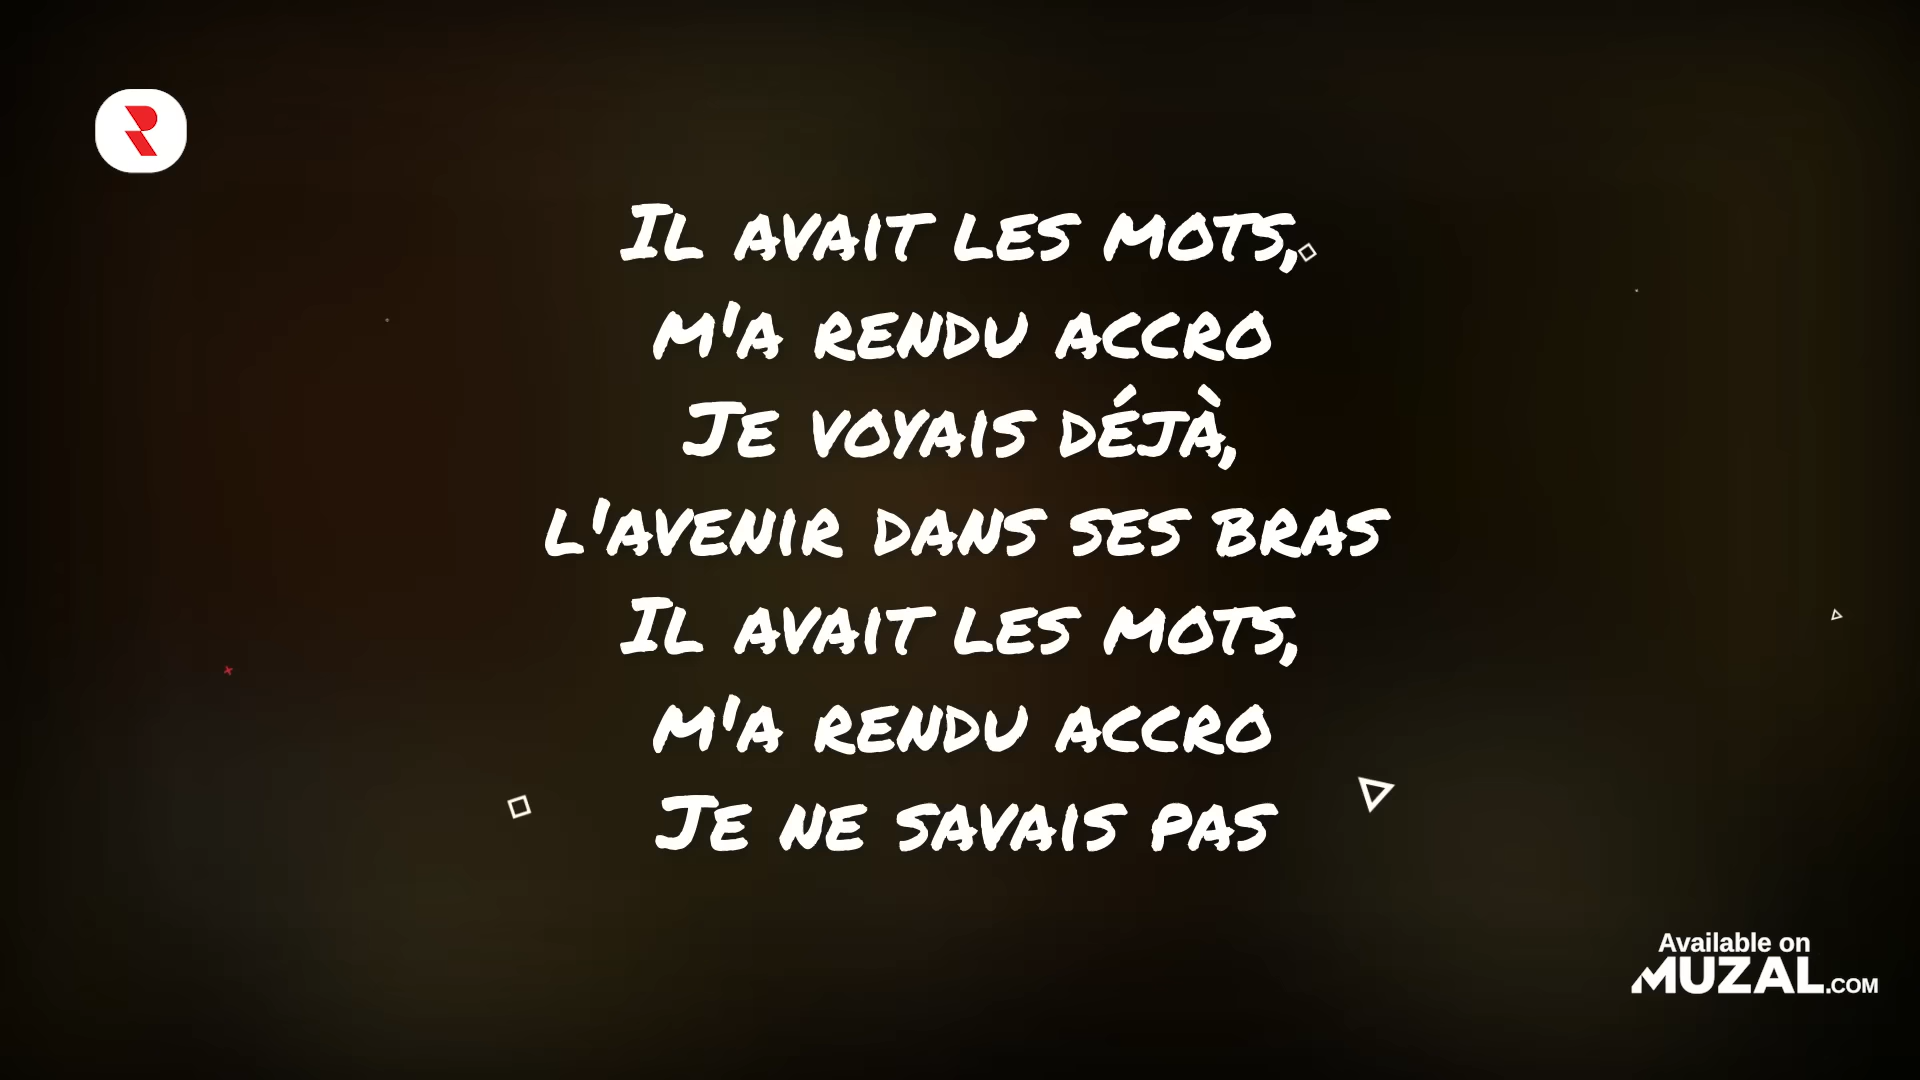 Il avait les mots,
m'a rendu accro
Je voyais déjà,
l'avenir dans ses bras
Il avait les mots,
m'a rendu accro
Je ne savais pas
Available on
MUZAL.COM